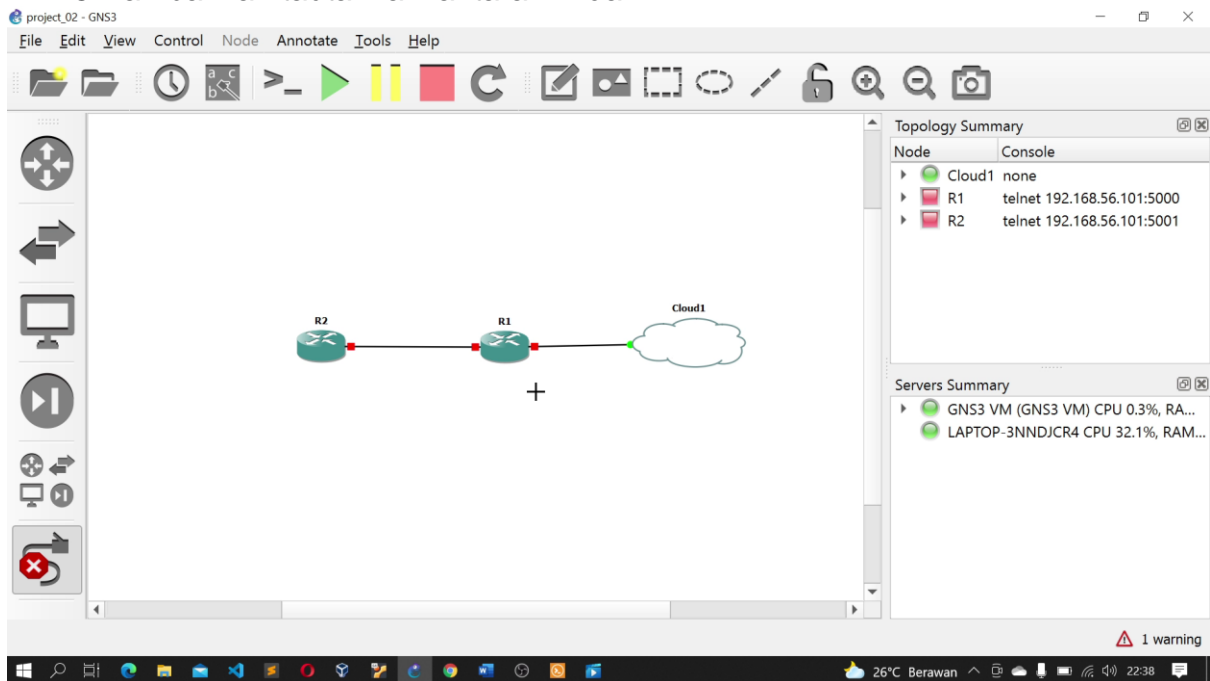 project_02 - GNS3
File Edit View Control Node Annotate Tools Help
Topology Summary
Node Console
Cloud1 none
R1 telnet 192.168.56.101:5000
R2 telnet 192.168.56.101:5001
R2
R1
Cloud1
Servers Summary
GNS3 VM (GNS3 VM) CPU 0.3%, RA...
LAPTOP-3NNDJCR4 CPU 32.1%, RAM...
1 warning
26°C Berawan 22:38